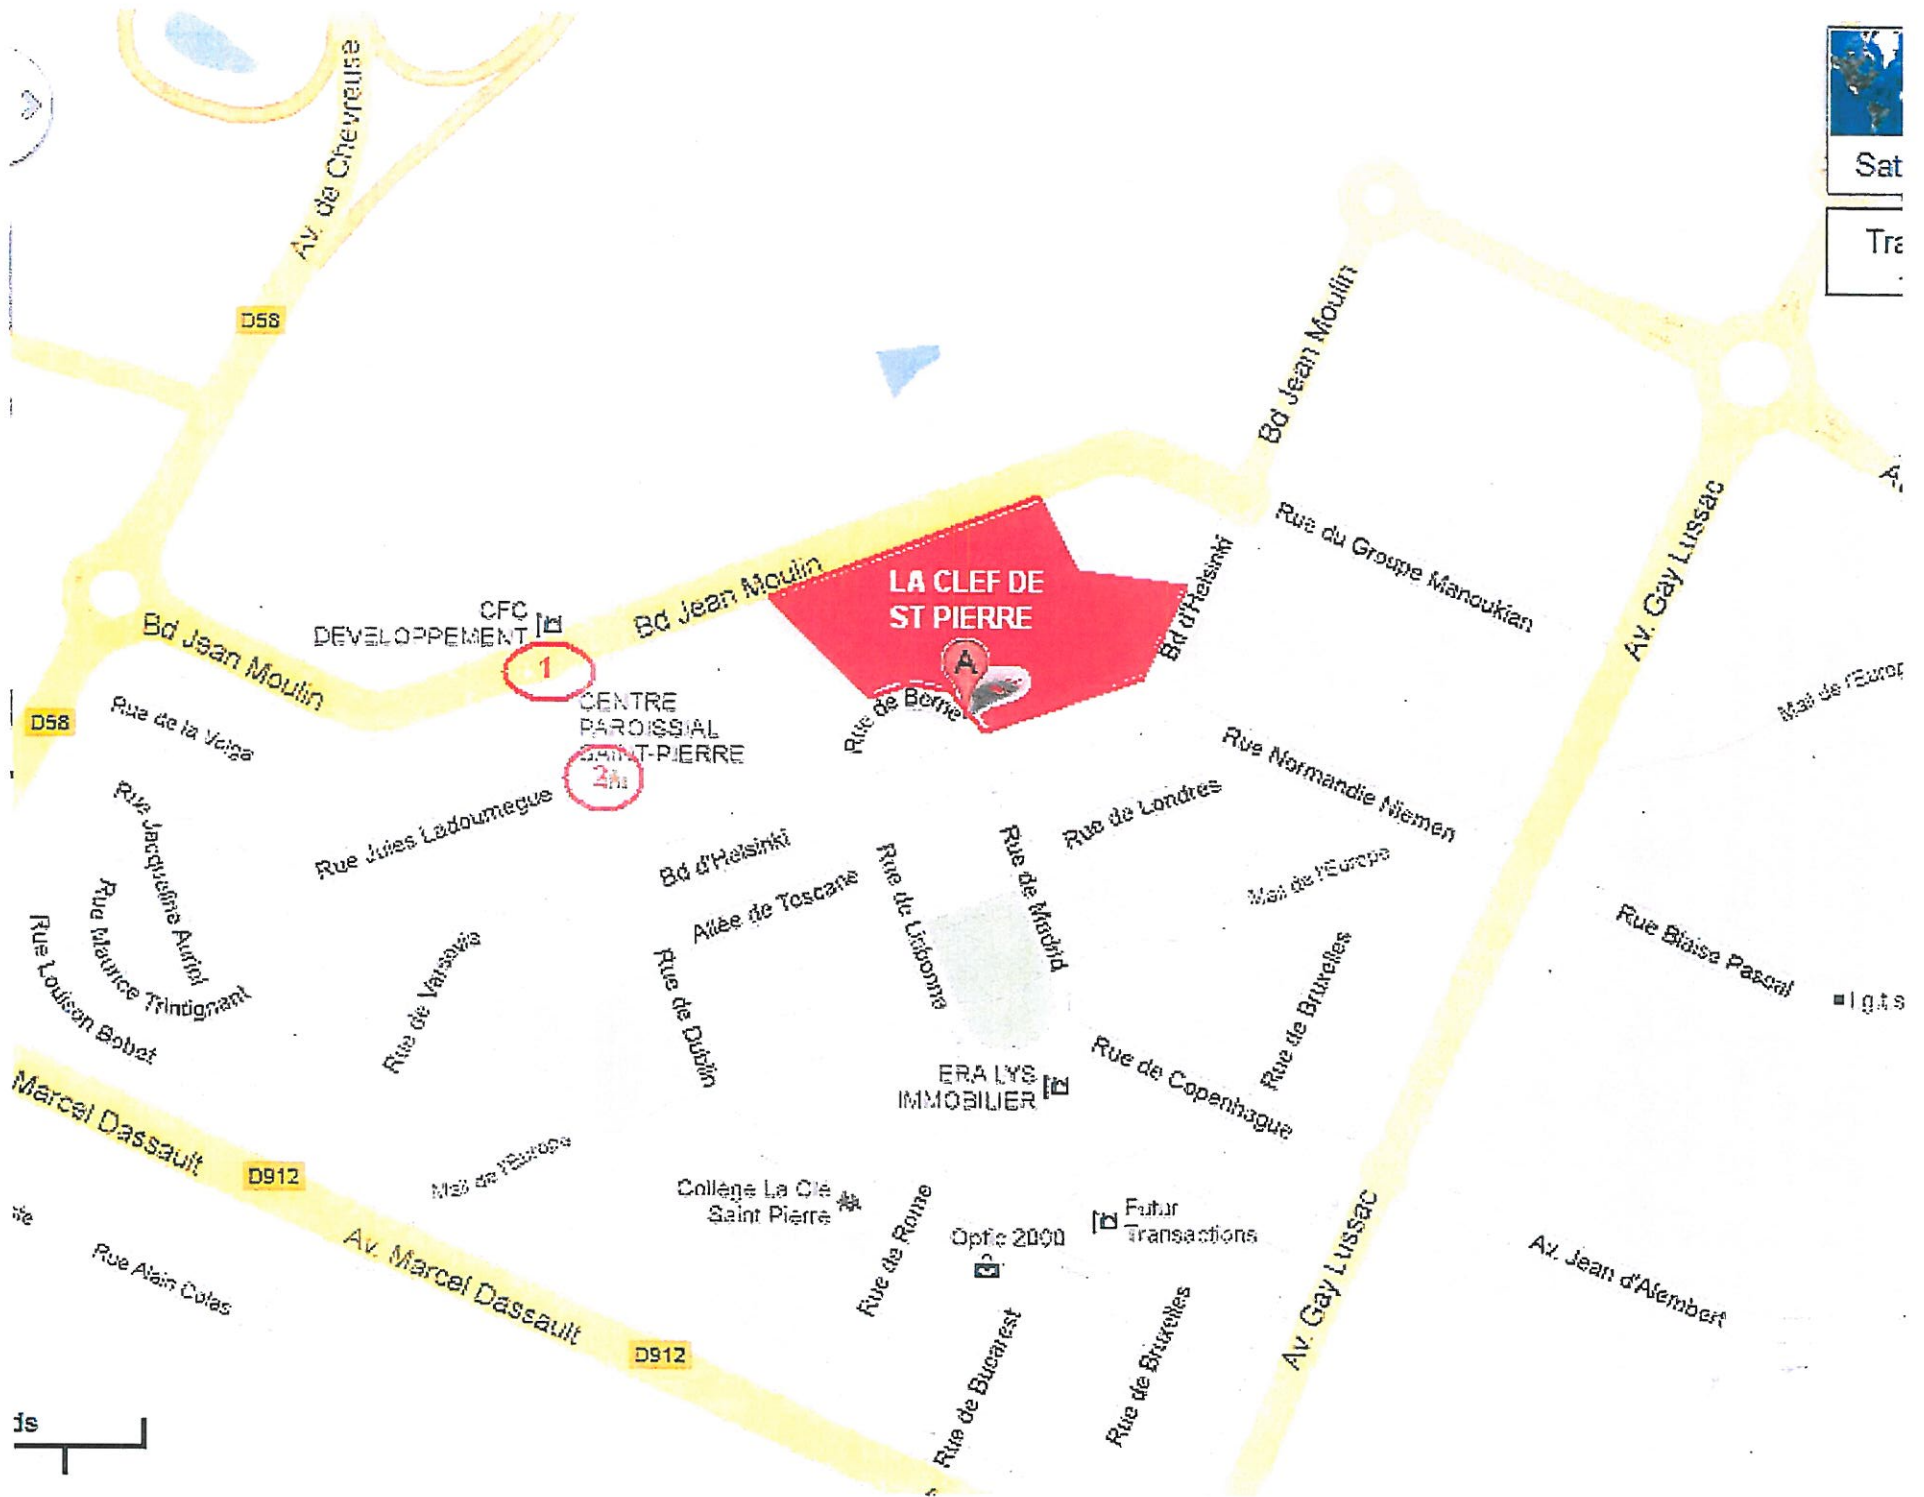 Av. de Chevreuse
Sat
Tra
D58
Bd Jean Moulin
Bd Jean Moulin
Bd Jean Moulin
Rue du Groupe Manoukian
Av. Gay Lussac
LA CLEF DE
ST PIERRE
A
Bd d'Helsinki
CFC
DEVELOPPEMENT
1
CENTRE
PAROISSIAL
SAINT-PIERRE
2
D58
Rue de la Volga
Rue de Berne
Mail de l'Europ
Rue Normandie Niemen
Rue de Londres
Rue Jules Ladoumegue
Rue Jacqueline Auriol
Rue Maurice Trintignant
Rue Louison Bobet
Bd d'Helsinki
Allée de Toscane
Rue de Lisbonne
Rue de Madrid
Mail de l'Europe
Rue de Varsovie
Rue de Dublin
Rue de Bruxelles
Rue Blaise Pascal
I.g.t.s
Rue de Copenhague
ERA LYS
IMMOBILIER
Marcel Dassault
D912
Mail de l'Europe
Collège La Clé
Saint Pierre
Rue de Rome
Optic 2000
Futur
Transactions
Av. Gay Lussac
Av. Jean d'Alembert
Rue Alain Colas
Av. Marcel Dassault
D912
Rue de Bucarest
Rue de Bruxelles
ds